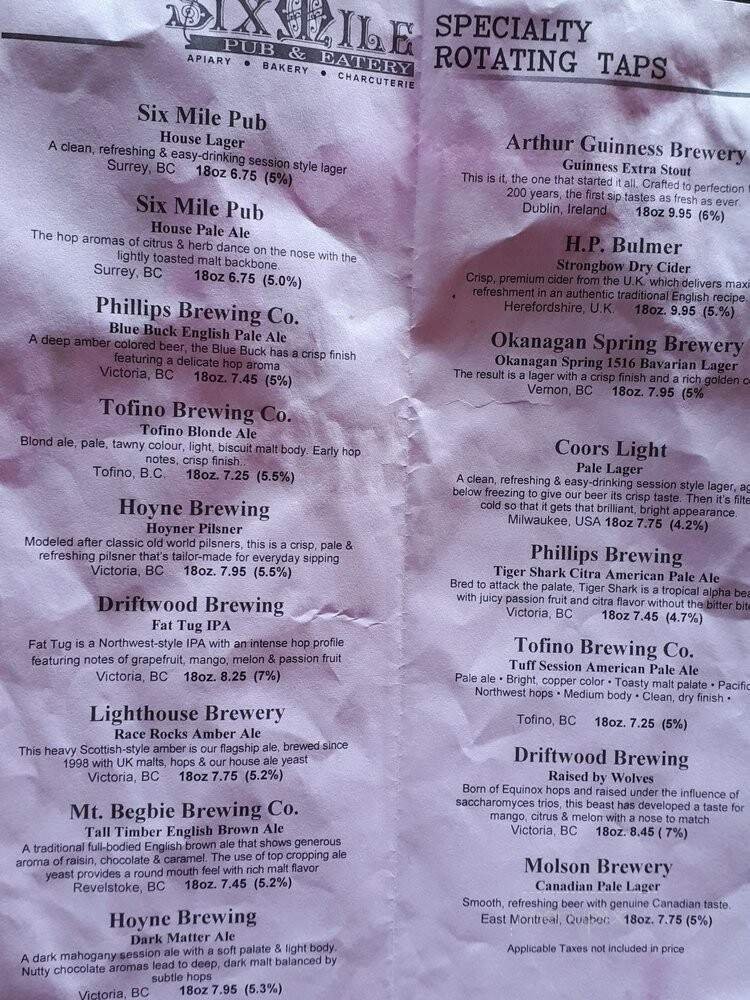 SIX MILE
PUB & EATERY
APIARY • BAKERY • CHARCUTERIE
Six Mile Pub
House Lager
A clean, refreshing & easy-drinking session style lager
Surrey, BC 18oz 6.75 (5%)
Six Mile Pub
House Pale Ale
The hop aromas of citrus & herb dance on the nose with the
lightly toasted malt backbone
Surrey, BC 18oz 6.75 (5.0%)
Phillips Brewing Co.
Blue Buck English Pale Ale
A deep amber colored beer, the Blue Buck has a crisp finish
featuring a delicate hop aroma
Victoria, BC 18oz. 7.45 (5%)
Tofino Brewing Co.
Tofino Blonde Ale
Blond ale, pale, tawny colour, light, biscuit malt body. Early hop
notes, crisp finish..
Tofino, B.C. 18oz. 7.25 (5.5%)
Hoyne Brewing
Hoyner Pilsner
Modeled after classic old world pilsners, this is a crisp, pale &
refreshing pilsner that's tailor-made for everyday sipping
Victoria, BC 18oz. 7.95 (5.5%)
Driftwood Brewing
Fat Tug IPA
Fat Tug is a Northwest-style IPA with an intense hop profile
featuring notes of grapefruit, mango, melon & passion fruit
Victoria, BC 18oz. 8.25 (7%)
Lighthouse Brewery
Race Rocks Amber Ale
This heavy Scottish-style amber is our flagship ale, brewed since
1998 with UK malts, hops & our house ale yeast
Victoria, BC 18oz 7.75 (5.2%)
Mt. Begbie Brewing Co.
Tall Timber English Brown Ale
A traditional full-bodied English brown ale that shows generous
aroma of raisin, chocolate & caramel. The use of top cropping ale
yeast provides a round mouth feel with rich malt flavor
Revelstoke, BC 18oz. 7.45 (5.2%)
Hoyne Brewing
Dark Matter Ale
A dark mahogany session ale with a soft palate & light body.
Nutty chocolate aromas lead to deep, dark malt balanced by
subtle hops
Victoria, BC 18oz 7.95 (5.3%)
SPECIALTY
ROTATING TAPS
Arthur Guinness Brewery
Guinness Extra Stout
This is it, the one that started it all. Crafted to perfection
200 years, the first sip tastes as fresh as ever.
Dublin, Ireland 18oz 9.95 (6%)
H.P. Bulmer
Strongbow Dry Cider
Crisp, premium cider from the U.K. which delivers maxi
refreshment in an authentic traditional English recipe.
Herefordshire, U.K. 18oz. 9.95 (5.%)
Okanagan Spring Brewery
Okanagan Spring 1516 Bavarian Lager
The result is a lager with a crisp finish and a rich golden co
Vernon, BC 18oz. 7.95 (5%
Coors Light
Pale Lager
A clean, refreshing & easy-drinking session style lager, ag
below freezing to give our beer its crisp taste. Then it's filte
cold so that it gets that brilliant, bright appearance.
Milwaukee, USA 18oz 7.75 (4.2%)
Phillips Brewing
Tiger Shark Citra American Pale Ale
Bred to attack the palate, Tiger Shark is a tropical alpha bea
with juicy passion fruit and citra flavor without the bitter bite
Victoria, BC 18oz 7.45 (4.7%)
Tofino Brewing Co.
Tuff Session American Pale Ale
Pale ale • Bright, copper color • Toasty malt palate • Pacific
Northwest hops • Medium body • Clean, dry finish •
Tofino, BC 18oz. 7.25 (5%)
Driftwood Brewing
Raised by Wolves
Born of Equinox hops and raised under the influence of
saccharomyces trios, this beast has developed a taste for
mango, citrus & melon with a nose to match
Victoria, BC 18oz. 8.45 ( 7%)
Molson Brewery
Canadian Pale Lager
Smooth, refreshing beer with genuine Canadian taste.
East Montreal, Quebec 18oz. 7.75 (5%)
Applicable Taxes not included in price